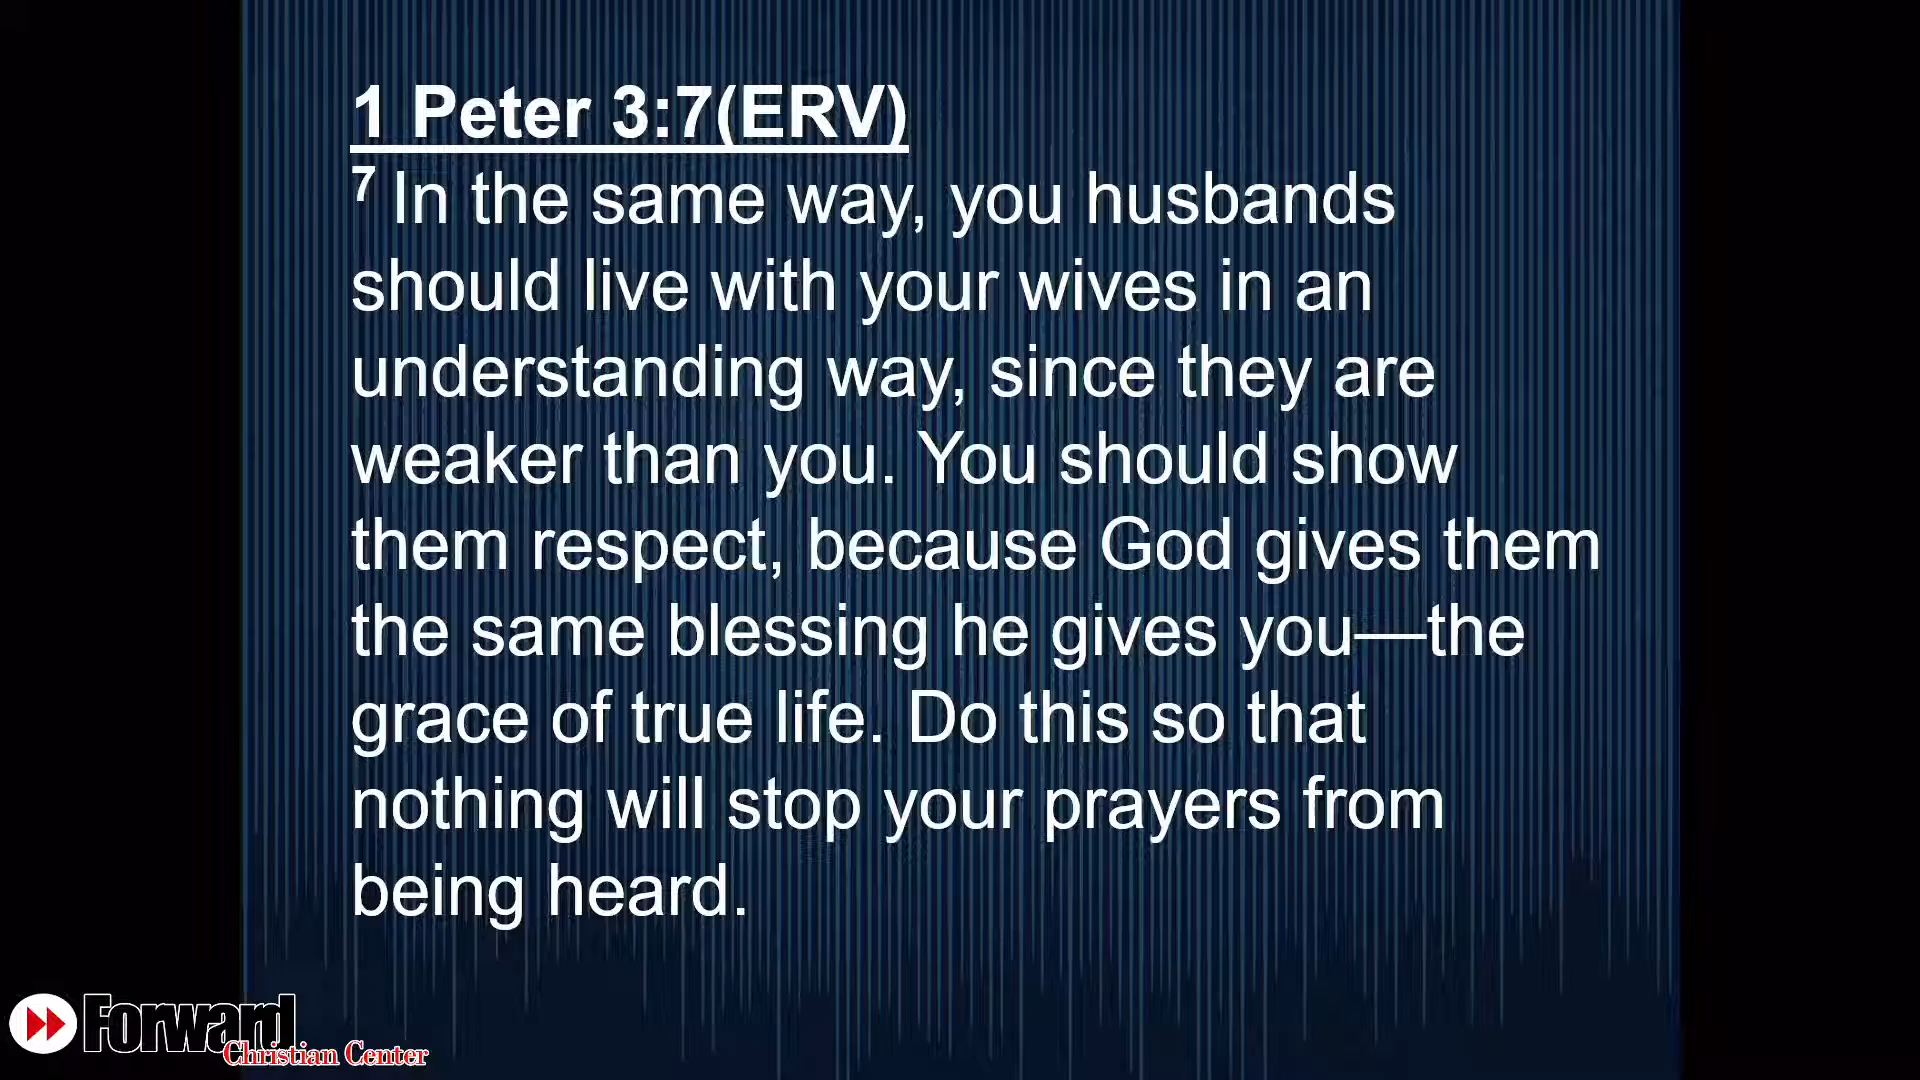 1 Peter 3:7(ERV)
7 In the same way, you husbands
should live with your wives in an
understanding way, since they are
weaker than you. You should show
them respect, because God gives them
the same blessing he gives you—the
grace of true life. Do this so that
nothing will stop your prayers from
being heard.
Forward
Christian Center